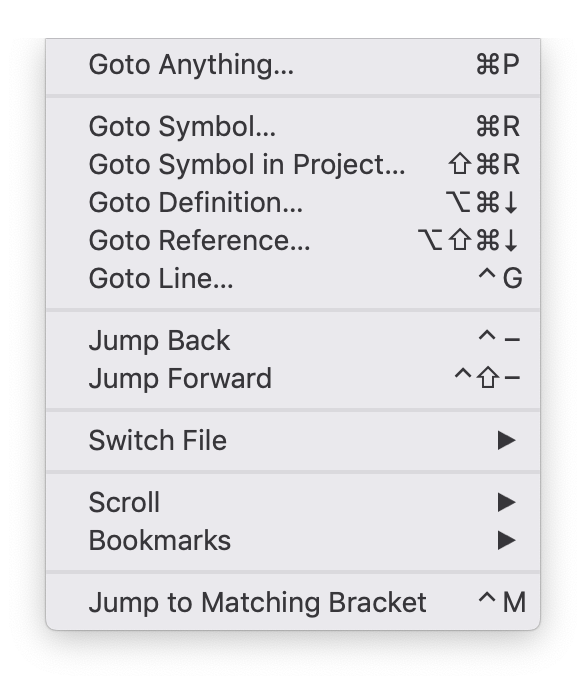 Goto Anything... ⌘P
Goto Symbol... ⌘R
Goto Symbol in Project... ⇧⌘R
Goto Definition... ⌥⌘↓
Goto Reference... ⌥⇧⌘↓
Goto Line... ^G
Jump Back ^–
Jump Forward ^⇧–
Switch File ▶
Scroll ▶
Bookmarks ▶
Jump to Matching Bracket ^M